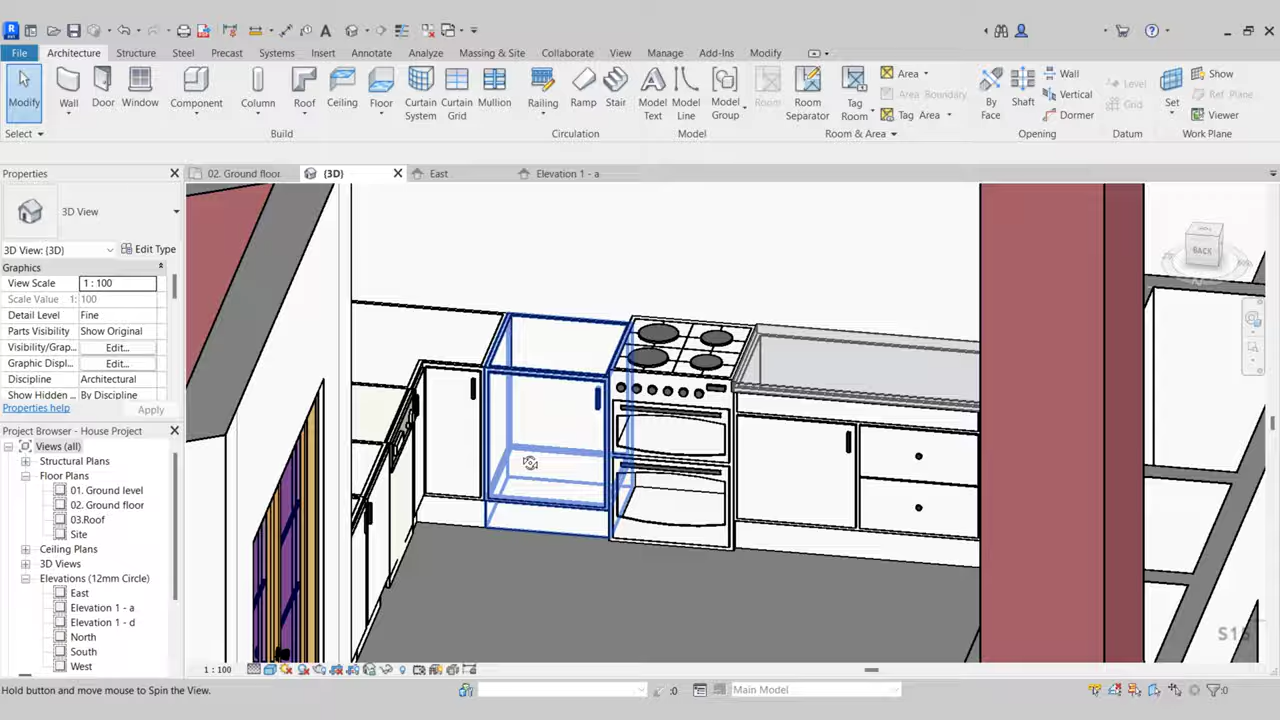 File Architecture Structure Steel Precast Systems Insert Annotate Analyze Massing & Site Collaborate View Manage Add-Ins Modify
Modify Wall Door Window Component Column Roof Ceiling Floor Curtain System Curtain Grid Mullion Railing Ramp Stair Model Text Model Line Model Group Room Room Separator Tag Room Area Area Boundary Tag Area By Face Shaft Wall Vertical Dormer Level Grid Set Show Ref Plane Viewer
Select Build Circulation Model Room & Area Opening Datum Work Plane
Properties
02. Ground floor {3D} East Elevation 1 - a
3D View
3D View: {3D} Edit Type
Graphics
View Scale 1 : 100
Scale Value 1: 100
Detail Level Fine
Parts Visibility Show Original
Visibility/Grap... Edit...
Graphic Displ... Edit...
Discipline Architectural
Show Hidden ... By Discipline
Properties help Apply
Project Browser - House Project
Views (all)
Structural Plans
Floor Plans
01. Ground level
02. Ground floor
03.Roof
Site
Ceiling Plans
3D Views
Elevations (12mm Circle)
East
Elevation 1 - a
Elevation 1 - d
North
South
West
BACK
1 : 100
Hold button and move mouse to Spin the View.
:0
Main Model
:0